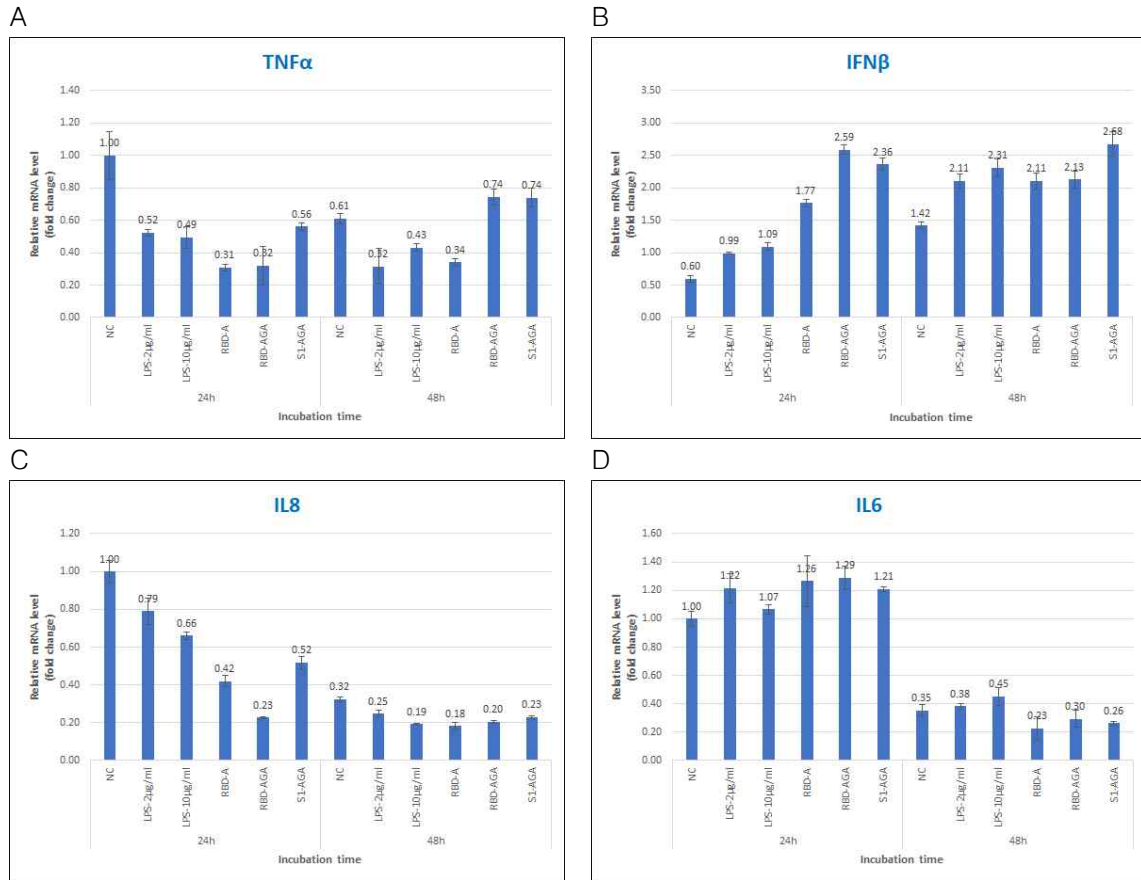 A
TNFα
Relative mRNA level
(fold change)
1.40
1.20
1.00
0.80
0.60
0.40
0.20
0.00
1.00
0.52
0.49
0.31
0.32
0.56
0.61
0.32
0.43
0.34
0.74
0.74
NC
LPS-2µg/ml
LPS-10µg/ml
RBD-A
RBD-AGA
S1-AGA
NC
LPS-2µg/ml
LPS-10µg/ml
RBD-A
RBD-AGA
S1-AGA
24h
48h
Incubation time
B
IFNβ
Relative mRNA level
(fold change)
3.50
3.00
2.50
2.00
1.50
1.00
0.50
0.00
0.60
0.99
1.09
1.77
2.59
2.36
1.42
2.11
2.31
2.11
2.13
2.68
NC
LPS-2µg/ml
LPS-10µg/ml
RBD-A
RBD-AGA
S1-AGA
NC
LPS-2µg/ml
LPS-10µg/ml
RBD-A
RBD-AGA
S1-AGA
24h
48h
Incubation time
C
IL8
Relative mRNA level
(fold change)
1.20
1.00
0.80
0.60
0.40
0.20
0.00
1.00
0.79
0.66
0.42
0.23
0.52
0.32
0.25
0.19
0.18
0.20
0.23
NC
LPS-2µg/ml
LPS-10µg/ml
RBD-A
RBD-AGA
S1-AGA
NC
LPS-2µg/ml
LPS-10µg/ml
RBD-A
RBD-AGA
S1-AGA
24h
48h
Incubation time
D
IL6
Relative mRNA level
(fold change)
1.60
1.40
1.20
1.00
0.80
0.60
0.40
0.20
0.00
1.00
1.22
1.07
1.26
1.29
1.21
0.35
0.38
0.45
0.23
0.30
0.26
NC
LPS-2µg/ml
LPS-10µg/ml
RBD-A
RBD-AGA
S1-AGA
NC
LPS-2µg/ml
LPS-10µg/ml
RBD-A
RBD-AGA
S1-AGA
24h
48h
Incubation time